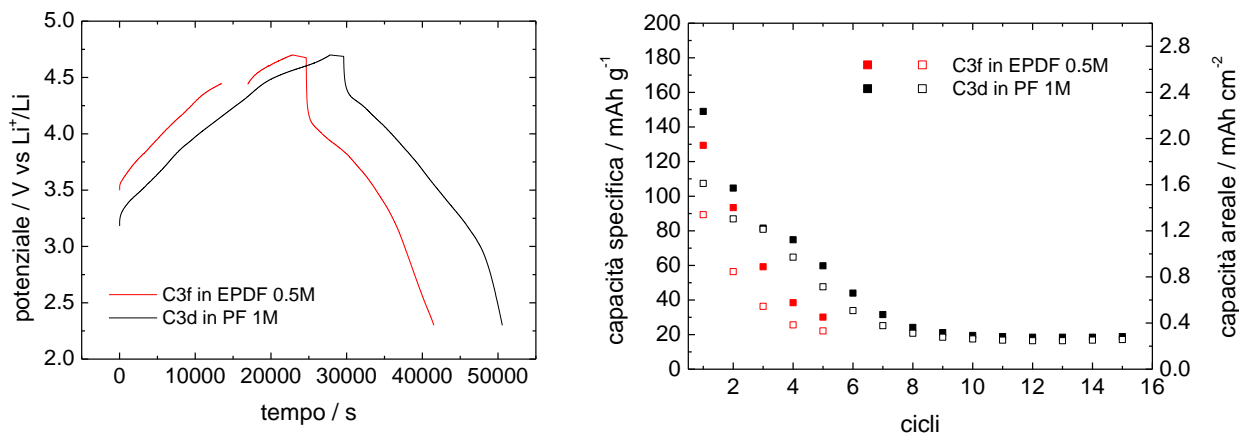 5.0
4.5
4.0
3.5
3.0
2.5
2.0
potenziale / V vs Li+/Li
C3f in EPDF 0.5M
C3d in PF 1M
0 10000 20000 30000 40000 50000
tempo / s
200
180
160
140
120
100
80
60
40
20
0
capacità specifica / mAh g-1
C3f in EPDF 0.5M
C3d in PF 1M
2.8
2.4
2.0
1.6
1.2
0.8
0.4
0.0
capacità areale / mAh cm-2
2 4 6 8 10 12 14 16
cicli